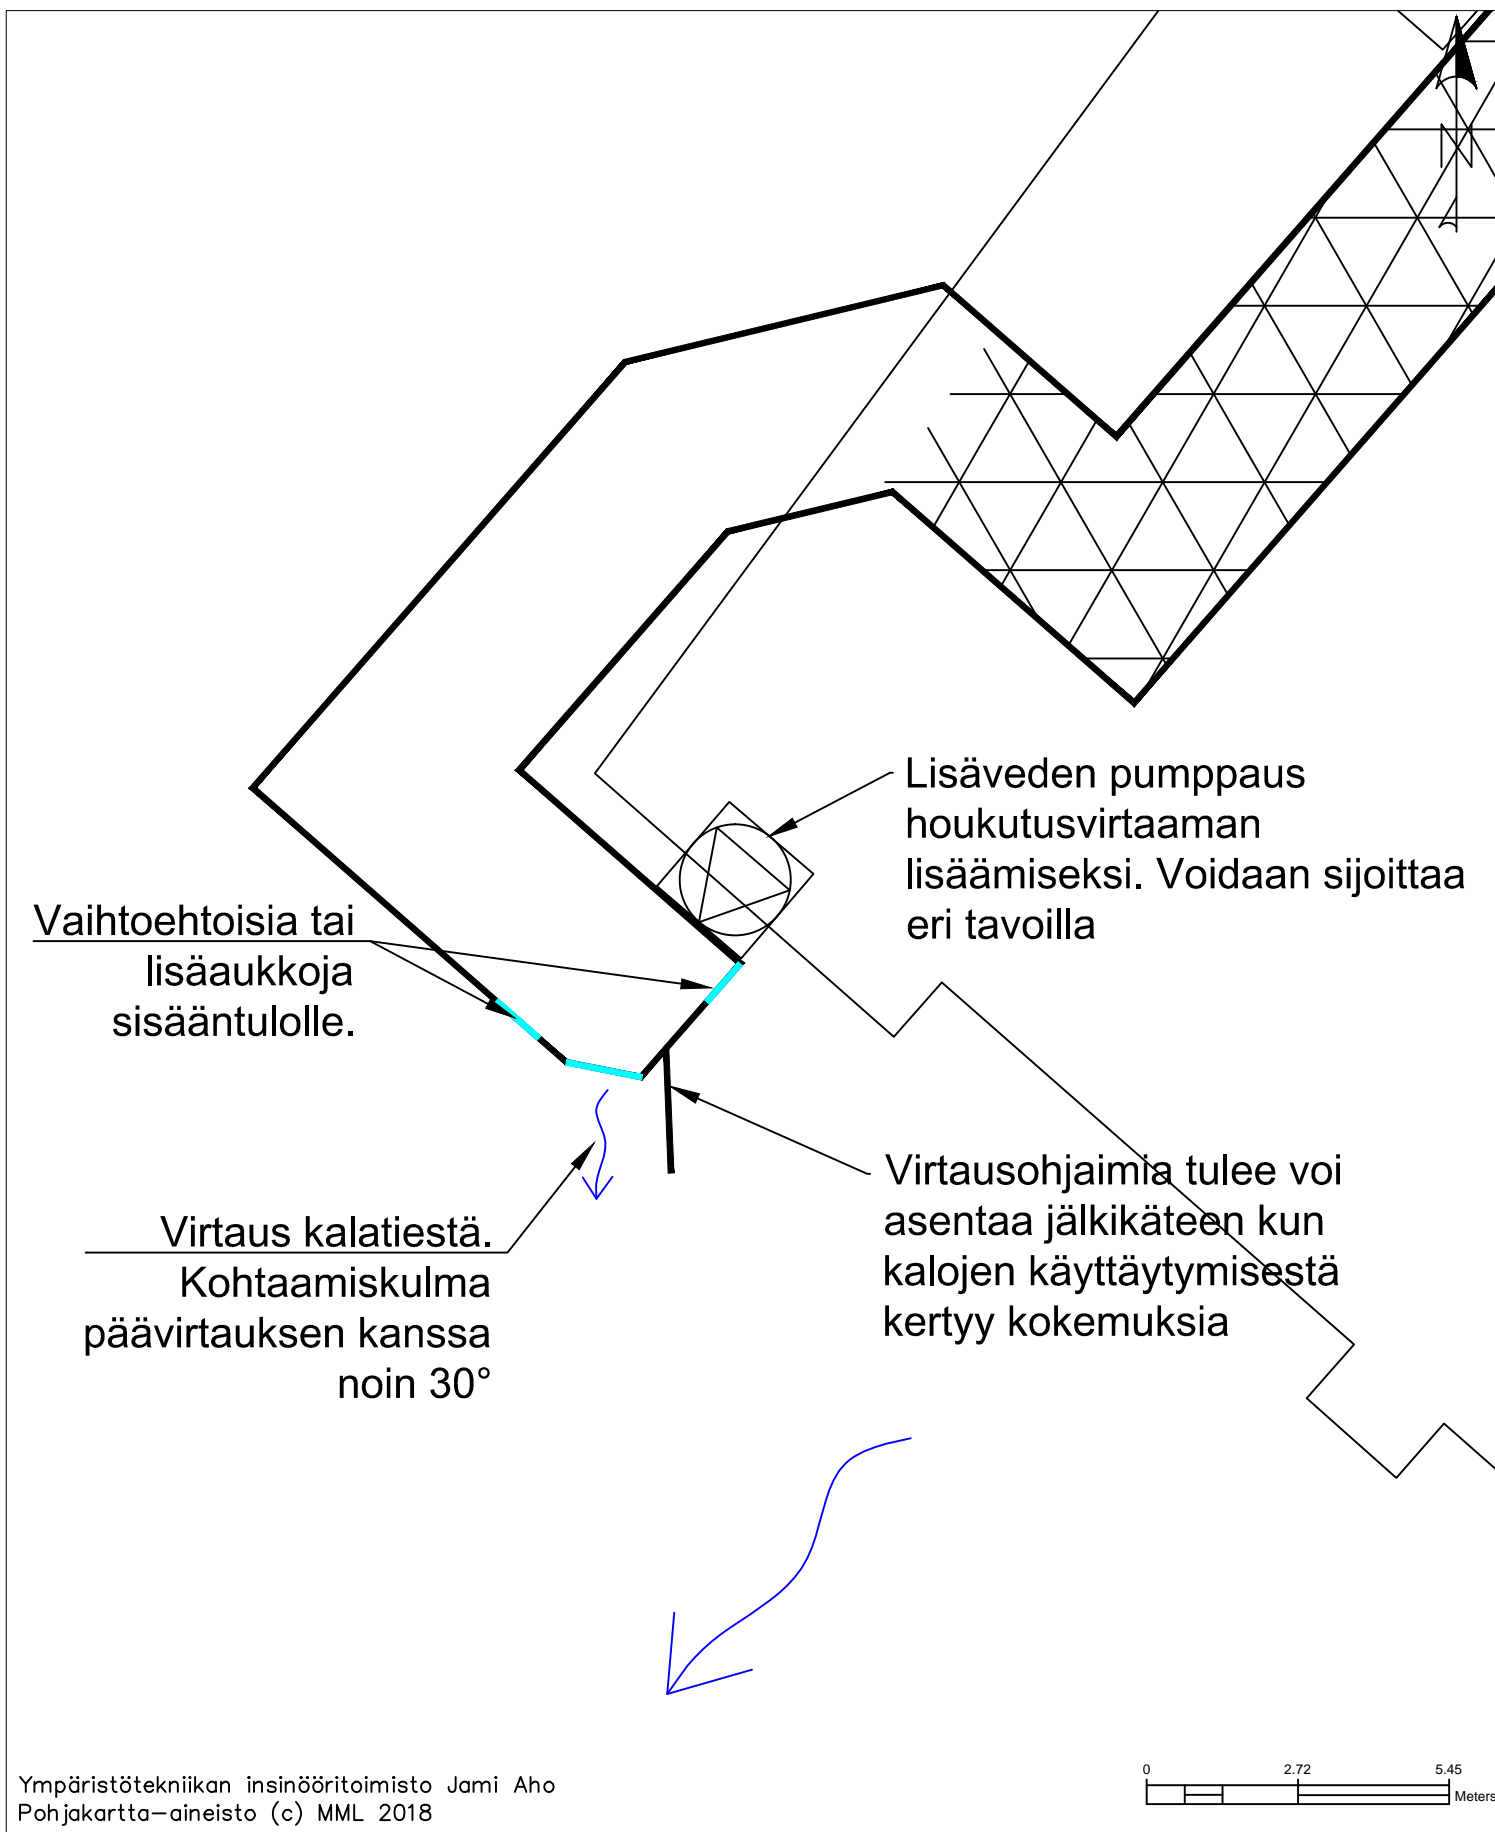 N
Lisäveden pumppaus
houkutusvirtaaman
lisäämiseksi. Voidaan sijoittaa
eri tavoilla
Vaihtoehtoisia tai
lisäaukkoja
sisääntulolle.
Virtausohjaimia tulee voi
asentaa jälkikäteen kun
kalojen käyttäytymisestä
kertyy kokemuksia
Virtaus kalatiestä.
Kohtaamiskulma
päävirtauksen kanssa
noin 30°
Ympäristötekniikan insinööritoimisto Jami Aho
Pohjakartta-aineisto (c) MML 2018
0 2.72 5.45
Meters